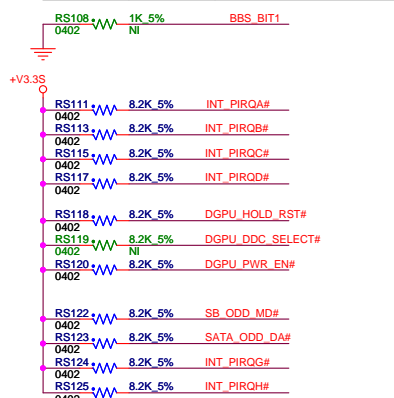 RS108 1K_5% BBS_BIT1
0402 NI
+V3.3S
RS111 8.2K_5% INT_PIRQA#
0402
RS113 8.2K_5% INT_PIRQB#
0402
RS115 8.2K_5% INT_PIRQC#
0402
RS117 8.2K_5% INT_PIRQD#
0402
RS118 8.2K_5% DGPU_HOLD_RST#
0402
RS119 8.2K_5% DGPU_DDC_SELECT#
0402 NI
RS120 8.2K_5% DGPU_PWR_EN#
0402
RS122 8.2K_5% SB_ODD_MD#
0402
RS123 8.2K_5% SATA_ODD_DA#
0402
RS124 8.2K_5% INT_PIRQG#
0402
RS125 8.2K_5% INT_PIRQH#
0402